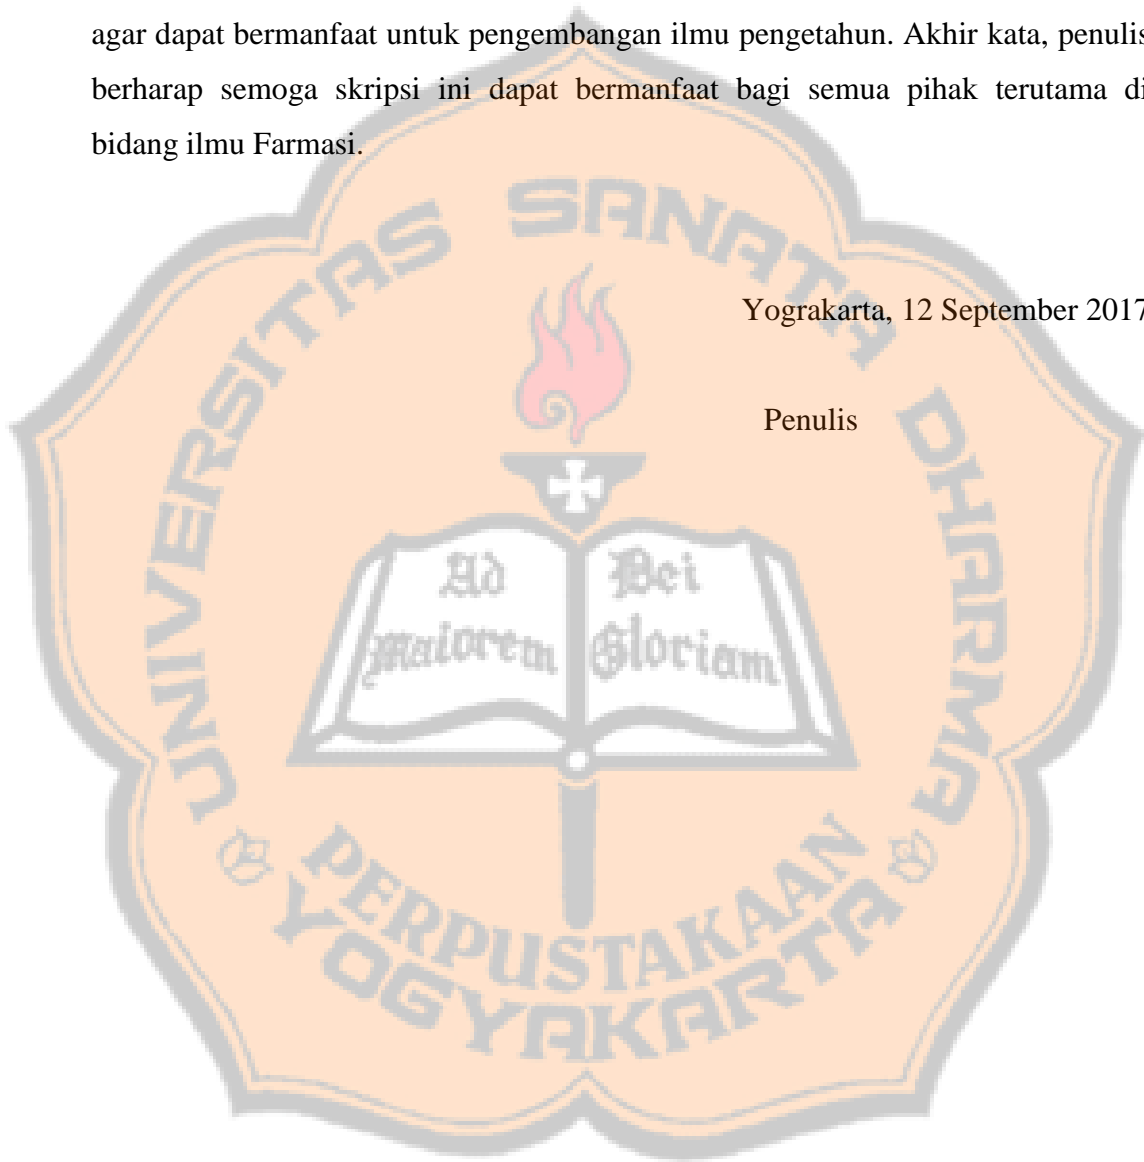 agar dapat bermanfaat untuk pengembangan ilmu pengetahun. Akhir kata, penulis
berharap semoga skripsi ini dapat bermanfaat bagi semua pihak terutama di
bidang ilmu Farmasi.
UNIVERSITAS SANATA DHARMA
Yograkarta, 12 September 2017
Penulis
Ad Dei
maiorem Gloriam
PERPUSTAKAAN
YOGYAKARTA